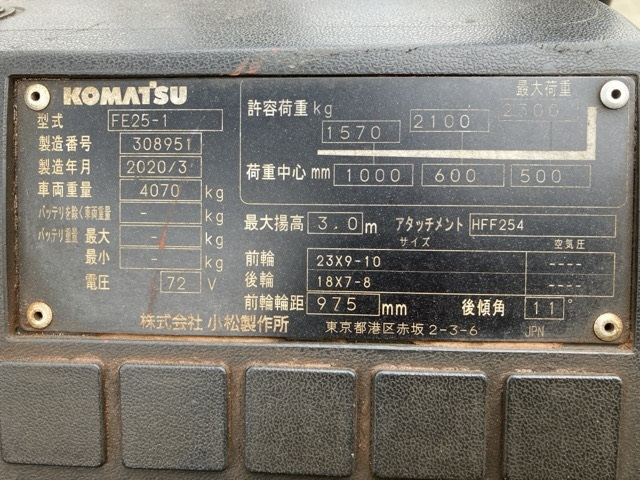 KOMATSU
型式 FE25-1
製造番号 308951
製造年月 2020/3
車両重量 4070 kg
バッテリを除く車両重量 - kg
バッテリ重量 最大 - kg
最小 - kg
電圧 72 V
株式会社 小松製作所
最大荷重
許容荷重 kg 1570 2100 2300
荷重中心 mm 1000 600 500
最大揚高 3.0 m アタッチメント HFF254
サイズ 空気圧
前輪 23X9-10 ----
後輪 18X7-8 ----
前輪輪距 975 mm 後傾角 11°
東京都港区赤坂 2-3-6 JPN